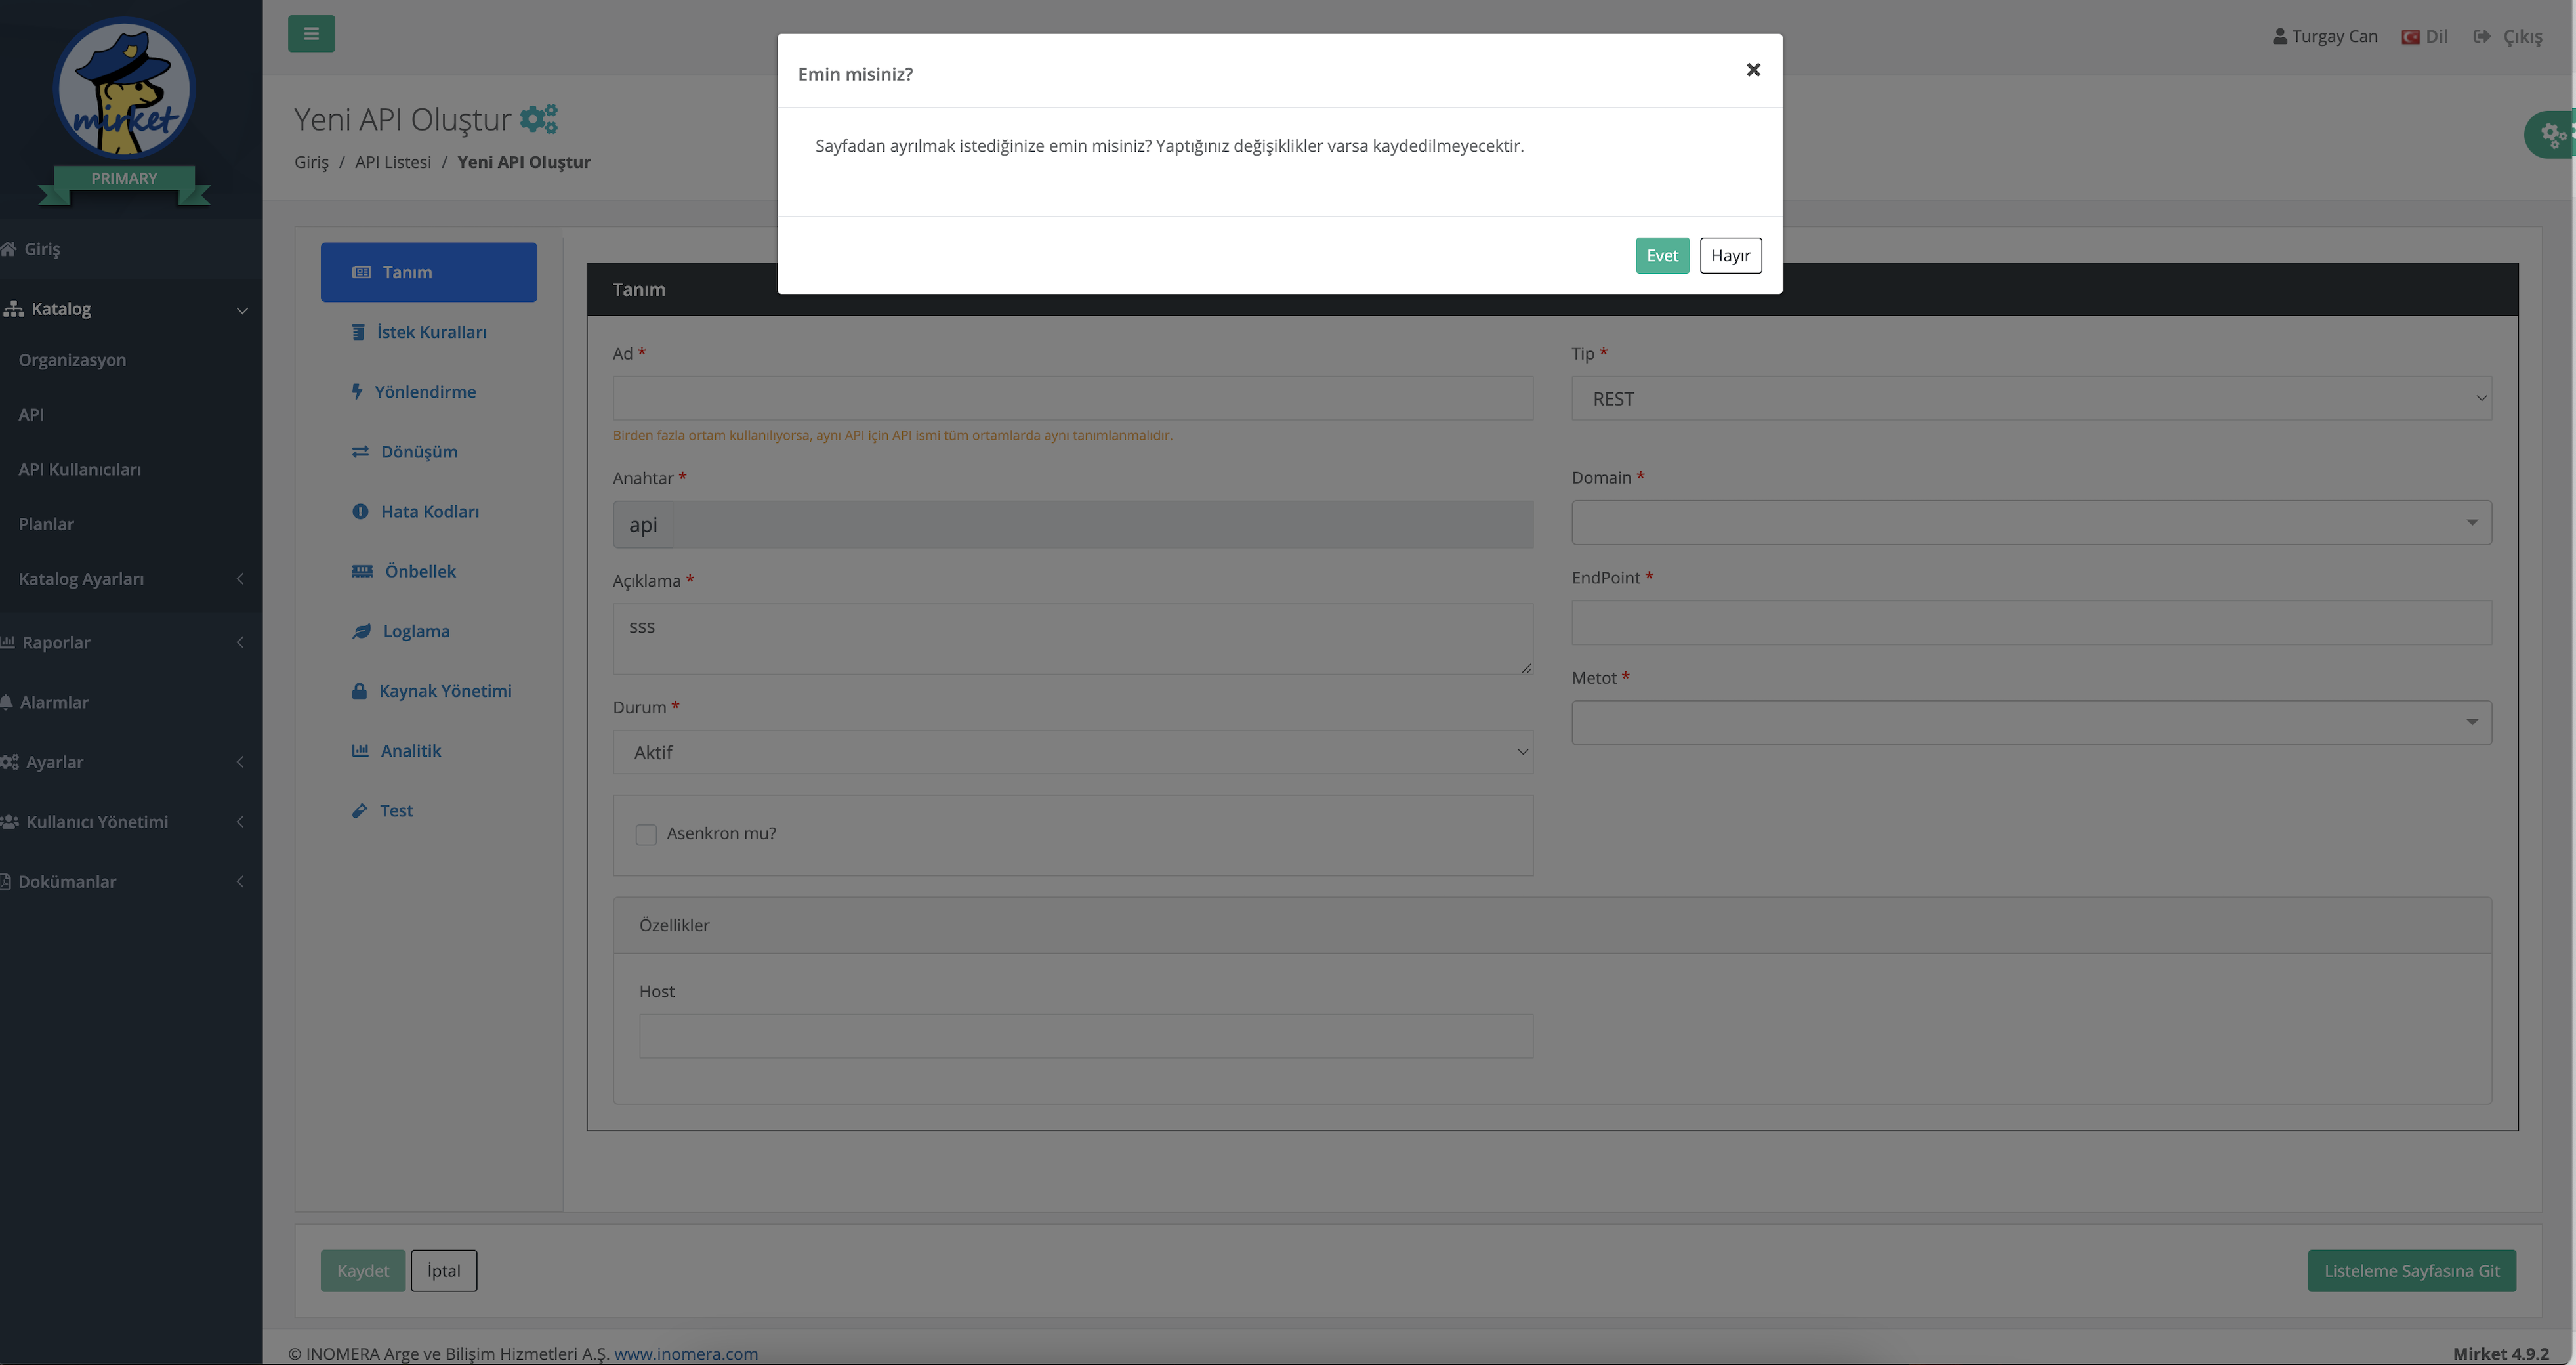 mirket
PRIMARY
Giriş
Katalog
Organizasyon
API
API Kullanıcıları
Planlar
Katalog Ayarları
Raporlar
Alarmlar
Ayarlar
Kullanıcı Yönetimi
Dokümanlar
Turgay Can Dil Çıkış
Yeni API Oluştur
Giriş / API Listesi / Yeni API Oluştur
Emin misiniz?
Sayfadan ayrılmak istediğinize emin misiniz? Yaptığınız değişiklikler varsa kaydedilmeyecektir.
Evet Hayır
Tanım
İstek Kuralları
Yönlendirme
Dönüşüm
Hata Kodları
Önbellek
Loglama
Kaynak Yönetimi
Analitik
Test
Tanım
Ad *
Birden fazla ortam kullanılıyorsa, aynı API için API ismi tüm ortamlarda aynı tanımlanmalıdır.
Anahtar *
api
Açıklama *
sss
Durum *
Aktif
Asenkron mu?
Tip *
REST
Domain *
EndPoint *
Metot *
Özellikler
Host
Kaydet İptal
Listeleme Sayfasına Git
© INOMERA Arge ve Bilişim Hizmetleri A.Ş. www.inomera.com
Mirket 4.9.2